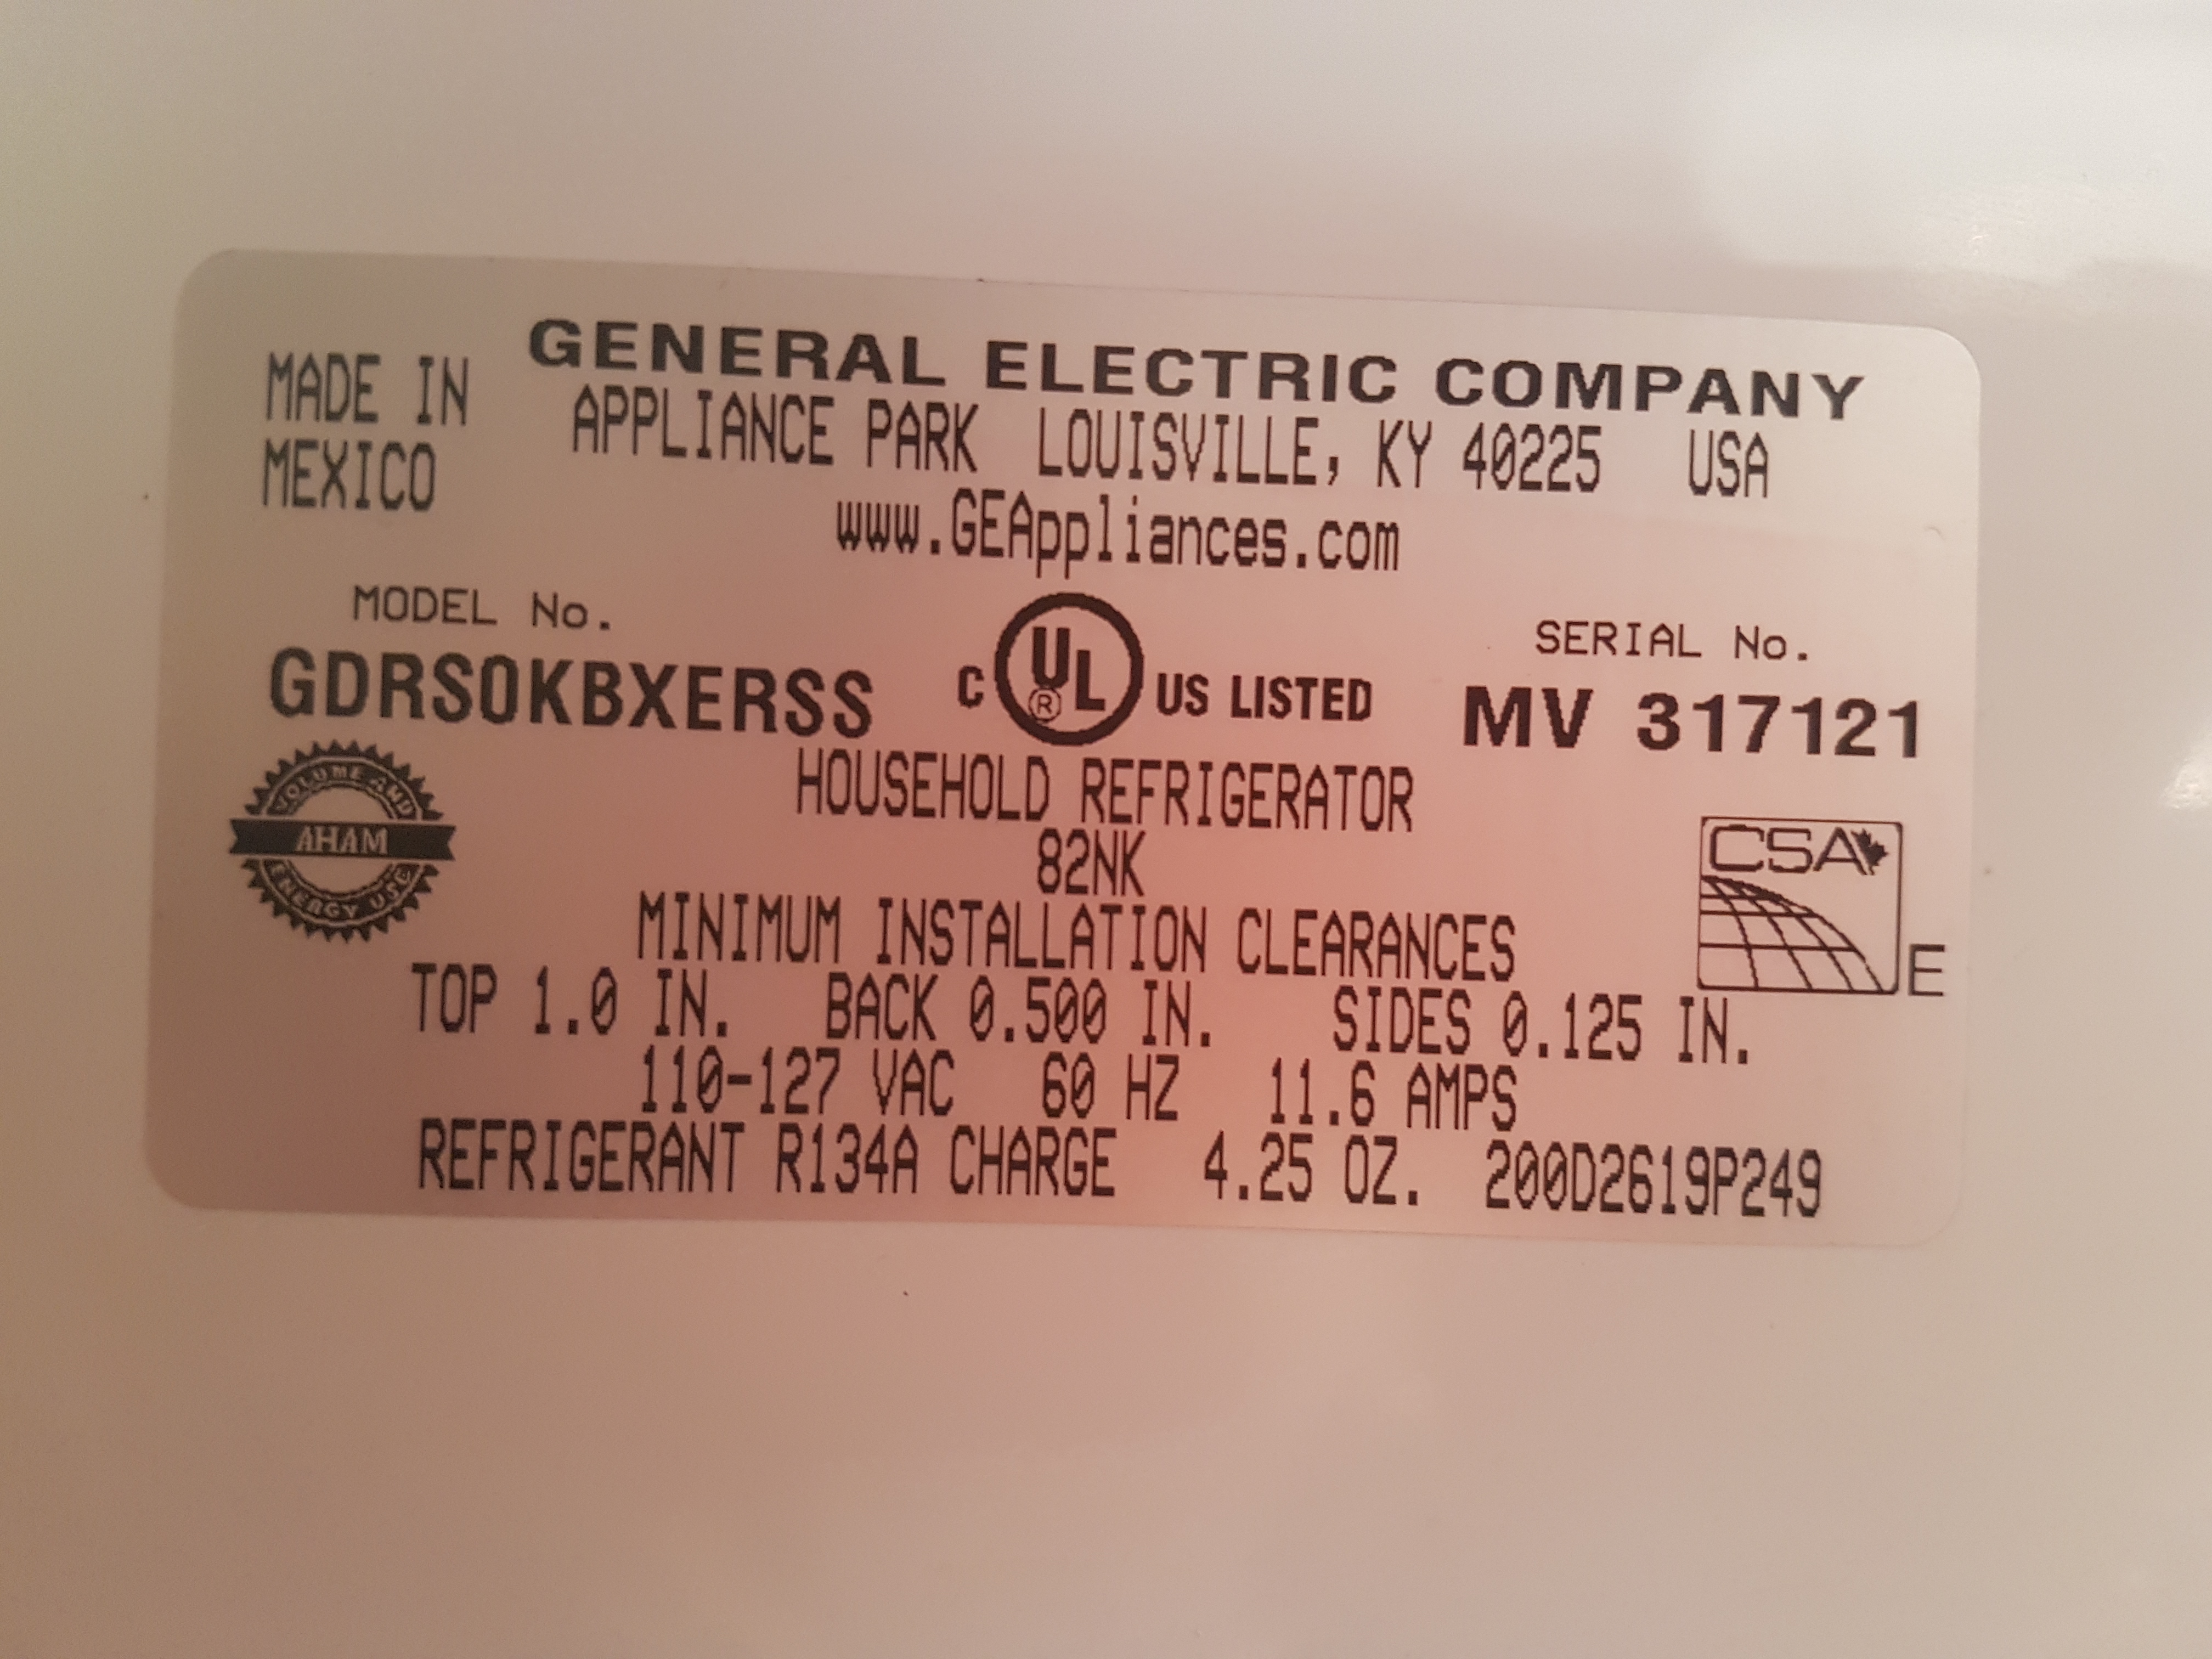 GENERAL ELECTRIC COMPANY
MADE IN
MEXICO
APPLIANCE PARK LOUISVILLE, KY 40225 USA
www.GEAppliances.com
MODEL No.
GDRS0KBXERSS
C UL ® US LISTED
SERIAL No.
MV 317121
VOLUME AND
AHAM
ENERGY USE
HOUSEHOLD REFRIGERATOR
82NK
CSA
E
MINIMUM INSTALLATION CLEARANCES
TOP 1.0 IN. BACK 0.500 IN. SIDES 0.125 IN.
110-127 VAC 60 HZ 11.6 AMPS
REFRIGERANT R134A CHARGE 4.25 OZ. 200D2619P249